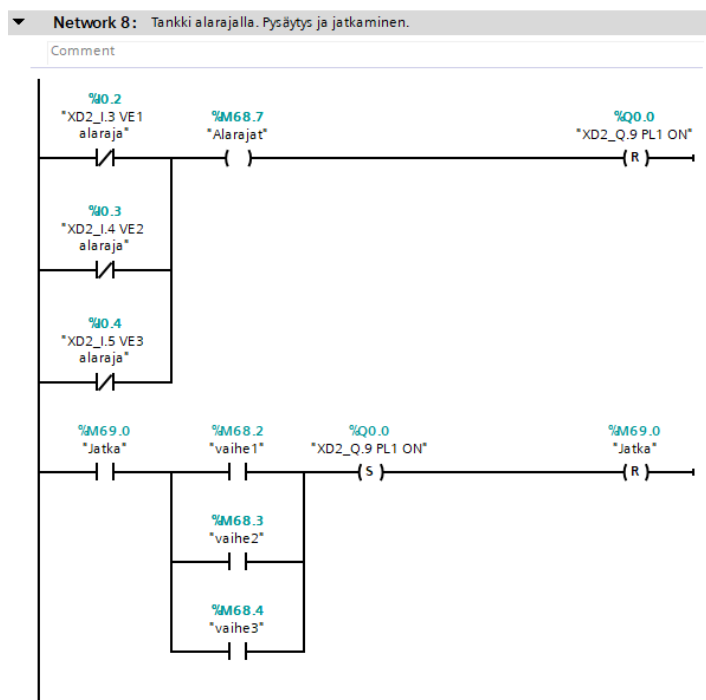 Network 8: Tankki alarajalla. Pysäytys ja jatkaminen.
Comment
%I0.2
"XD2_I.3 VE1
alaraja"
%M68.7
"Alarajat"
%Q0.0
"XD2_Q.9 PL1 ON"
R
%I0.3
"XD2_I.4 VE2
alaraja"
%I0.4
"XD2_I.5 VE3
alaraja"
%M69.0
"Jatka"
%M68.2
"vaihe1"
%Q0.0
"XD2_Q.9 PL1 ON"
S
%M69.0
"Jatka"
R
%M68.3
"vaihe2"
%M68.4
"vaihe3"